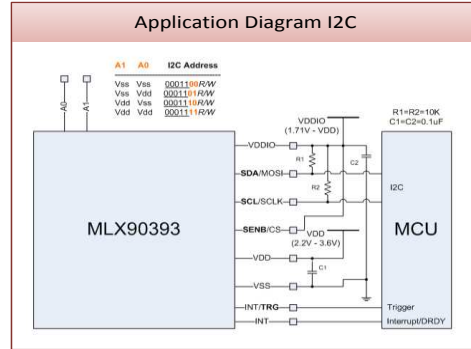 Application Diagram I2C
A1 A0 I2C Address
Vss Vss 0001100R/W
Vss Vdd 0001101R/W
Vdd Vss 0001110R/W
Vdd Vdd 0001111R/W
A0
A1
VDDIO
(1.71V - VDD)
R1=R2=10K
C1=C2=0.1uF
VDDIO
R1
C2
SDA/MOSI
I2C
R2
SCL/SCLK
MLX90393
MCU
SENB/CS
VDD
(2.2V - 3.6V)
VDD
C1
VSS
INT/TRG
Trigger
INT
Interrupt/DRDY